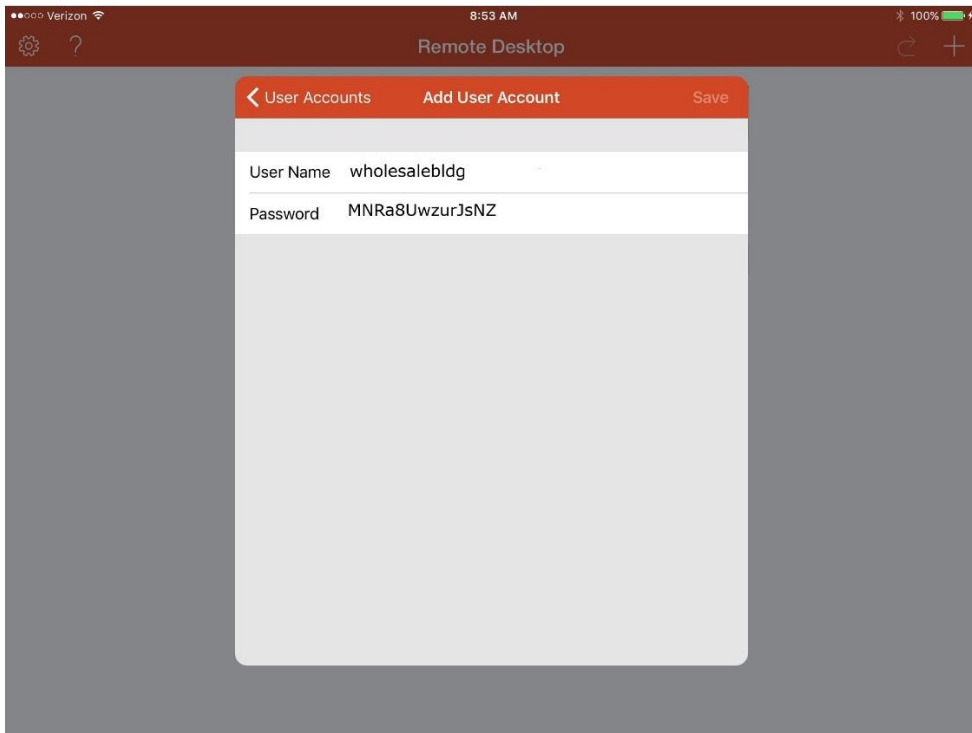 Verizon 8:53 AM 100%
? Remote Desktop
User Accounts Add User Account Save
User Name wholesalebldg
Password MNRa8UwzurJsNZ